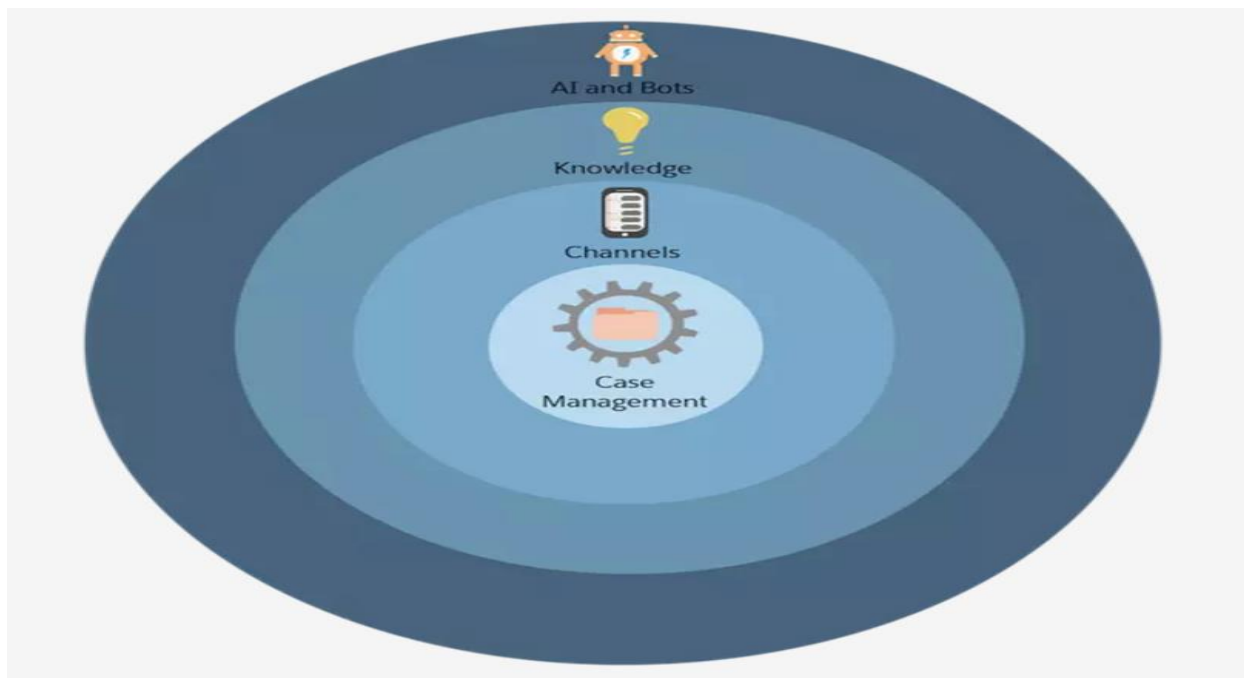 AI and Bots
Knowledge
Channels
Case
Management